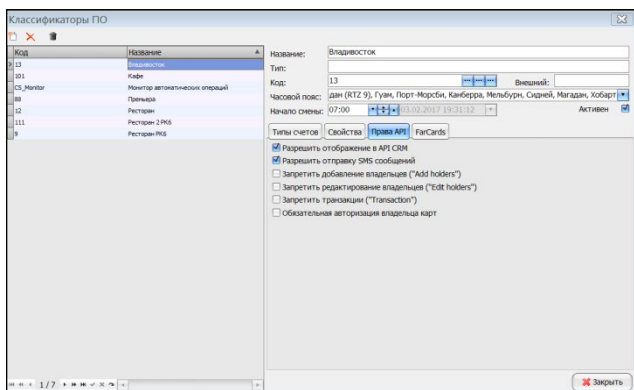 Классификаторы ПО
Код Название
13 Владивосток
101 Кафе
CS_Monitor Монитор автоматических операций
88 Премьера
12 Ресторан
111 Ресторан 2 РК6
9 Ресторан РК6
1 / 7
Название: Владивосток
Тип:
Код: 13 Внешний:
Часовой пояс: дан (RTZ 9), Гуам, Порт-Морсби, Канберра, Мельбурн, Сидней, Магадан, Хобарт
Начало смены: 07:00 03.02.2017 19:31:12 Активен
Типы счетов Свойства Права API FarCards
Разрешить отображение в API CRM
Разрешить отправку SMS сообщений
Запретить добавление владельцев ("Add holders")
Запретить редактирование владельцев ("Edit holders")
Запретить транзакции ("Transaction")
Обязательная авторизация владельца карт
Закрыть